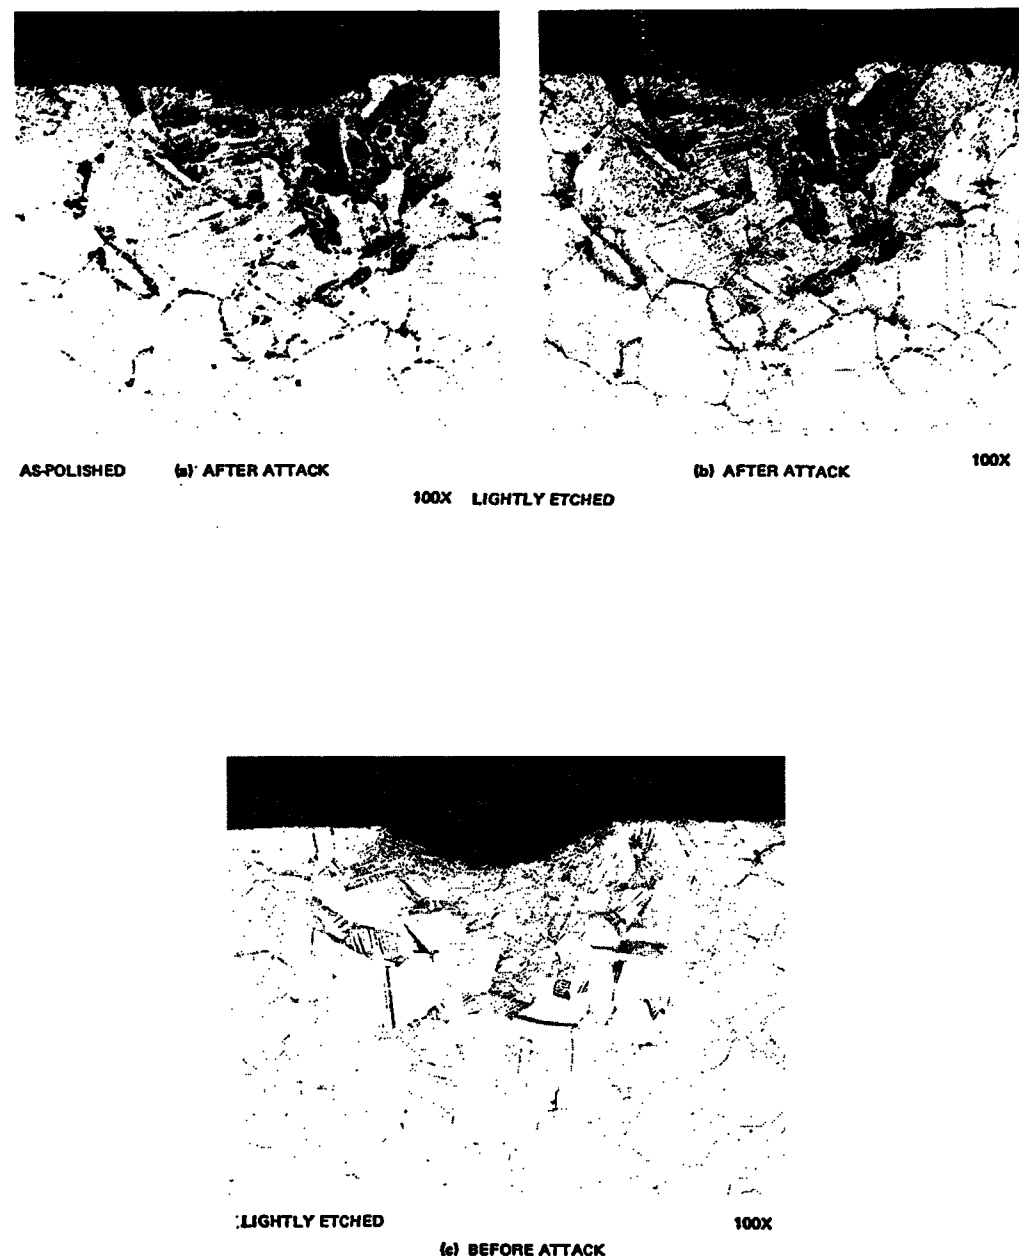 AS-POLISHED (a) AFTER ATTACK
(b) AFTER ATTACK 100X
100X LIGHTLY ETCHED
LIGHTLY ETCHED 100X
(c) BEFORE ATTACK